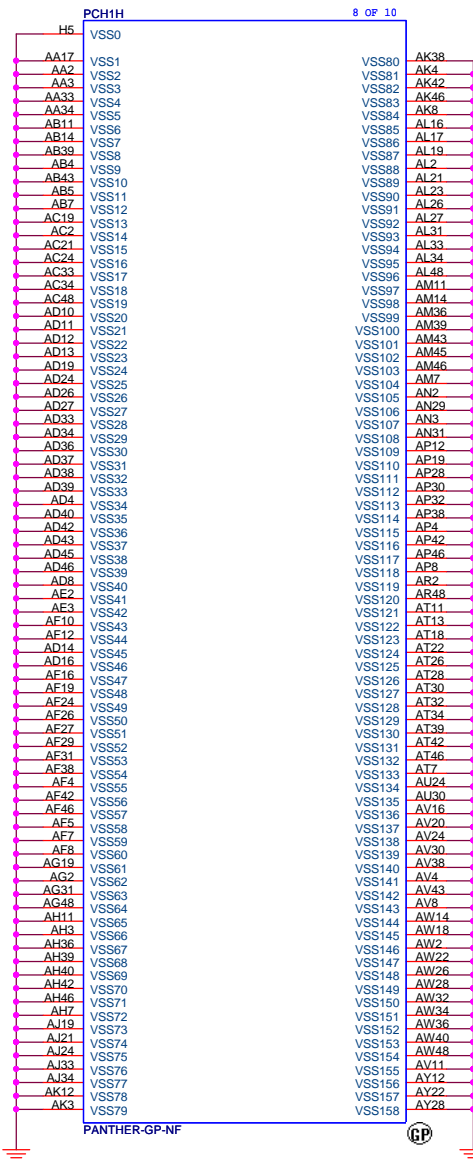 PCH1H 8 OF 10
H5 VSS0
AA17 VSS1 VSS80 AK38
AA2 VSS2 VSS81 AK4
AA3 VSS3 VSS82 AK42
AA33 VSS4 VSS83 AK46
AA34 VSS5 VSS84 AK8
AB11 VSS6 VSS85 AL16
AB14 VSS7 VSS86 AL17
AB39 VSS8 VSS87 AL19
AB4 VSS9 VSS88 AL2
AB43 VSS10 VSS89 AL21
AB5 VSS11 VSS90 AL23
AB7 VSS12 VSS91 AL26
AC19 VSS13 VSS92 AL27
AC2 VSS14 VSS93 AL31
AC21 VSS15 VSS94 AL33
AC24 VSS16 VSS95 AL34
AC33 VSS17 VSS96 AL48
AC34 VSS18 VSS97 AM11
AC48 VSS19 VSS98 AM14
AD10 VSS20 VSS99 AM36
AD11 VSS21 VSS100 AM39
AD12 VSS22 VSS101 AM43
AD13 VSS23 VSS102 AM45
AD19 VSS24 VSS103 AM46
AD24 VSS25 VSS104 AM7
AD26 VSS26 VSS105 AN2
AD27 VSS27 VSS106 AN29
AD33 VSS28 VSS107 AN3
AD34 VSS29 VSS108 AN31
AD36 VSS30 VSS109 AP12
AD37 VSS31 VSS110 AP19
AD38 VSS32 VSS111 AP28
AD39 VSS33 VSS112 AP30
AD4 VSS34 VSS113 AP32
AD40 VSS35 VSS114 AP38
AD42 VSS36 VSS115 AP4
AD43 VSS37 VSS116 AP42
AD45 VSS38 VSS117 AP46
AD46 VSS39 VSS118 AP8
AD8 VSS40 VSS119 AR2
AE2 VSS41 VSS120 AR48
AE3 VSS42 VSS121 AT11
AF10 VSS43 VSS122 AT13
AF12 VSS44 VSS123 AT18
AD14 VSS45 VSS124 AT22
AD16 VSS46 VSS125 AT26
AF16 VSS47 VSS126 AT28
AF19 VSS48 VSS127 AT30
AF24 VSS49 VSS128 AT32
AF26 VSS50 VSS129 AT34
AF27 VSS51 VSS130 AT39
AF29 VSS52 VSS131 AT42
AF31 VSS53 VSS132 AT46
AF38 VSS54 VSS133 AT7
AF4 VSS55 VSS134 AU24
AF42 VSS56 VSS135 AU30
AF46 VSS57 VSS136 AV16
AF5 VSS58 VSS137 AV20
AF7 VSS59 VSS138 AV24
AF8 VSS60 VSS139 AV30
AG19 VSS61 VSS140 AV38
AG2 VSS62 VSS141 AV4
AG31 VSS63 VSS142 AV43
AG48 VSS64 VSS143 AV8
AH11 VSS65 VSS144 AW14
AH3 VSS66 VSS145 AW18
AH36 VSS67 VSS146 AW2
AH39 VSS68 VSS147 AW22
AH40 VSS69 VSS148 AW26
AH42 VSS70 VSS149 AW28
AH46 VSS71 VSS150 AW32
AH7 VSS72 VSS151 AW34
AJ19 VSS73 VSS152 AW36
AJ21 VSS74 VSS153 AW40
AJ24 VSS75 VSS154 AW48
AJ33 VSS76 VSS155 AV11
AJ34 VSS77 VSS156 AY12
AK12 VSS78 VSS157 AY22
AK3 VSS79 VSS158 AY28
PANTHER-GP-NF GP